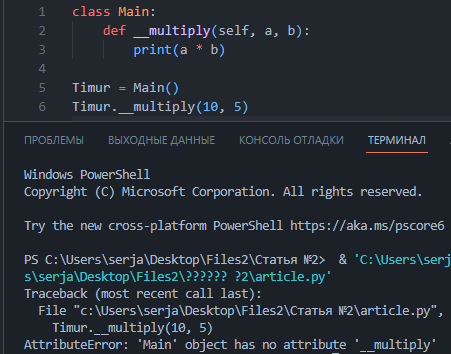 1 class Main:
2 def __multiply(self, a, b):
3 print(a * b)
4
5 Timur = Main()
6 Timur.__multiply(10, 5)
ПРОБЛЕМЫ ВЫХОДНЫЕ ДАННЫЕ КОНСОЛЬ ОТЛАДКИ ТЕРМИНАЛ
Windows PowerShell
Copyright (C) Microsoft Corporation. All rights reserved.
Try the new cross-platform PowerShell https://aka.ms/pscore6
PS C:\Users\serja\Desktop\Files2\Статья №2> & 'C:\Users\serj
s\serja\Desktop\Files2\?????? ?2\article.py'
Traceback (most recent call last):
File "c:\Users\serja\Desktop\Files2\Статья №2\article.py",
Timur.__multiply(10, 5)
AttributeError: 'Main' object has no attribute '__multiply'